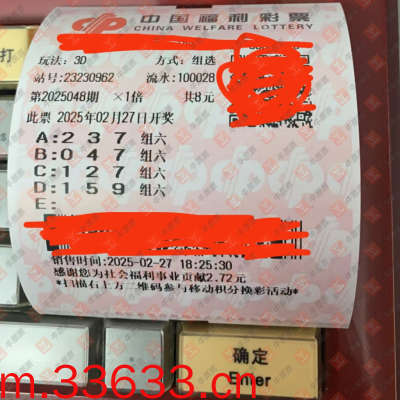 中国福利彩票
CHINA WELFARE LOTTERY
打
玩法:3D 方式:组选
站号:23230962 流水:100028
第2025048期 ×1倍 共8元
此票 2025年02月27日开奖
A:2 3 7 组六
B:0 4 7 组六
C:1 2 7 组六
D:1 5 9 组六
E:
销售时间:2025-02-27 18:25:30
感谢您为社会福利事业贡献2.72元
*扫描右上方二维码参与移动积分换彩活动*
确定
Enter
m.33633.cn